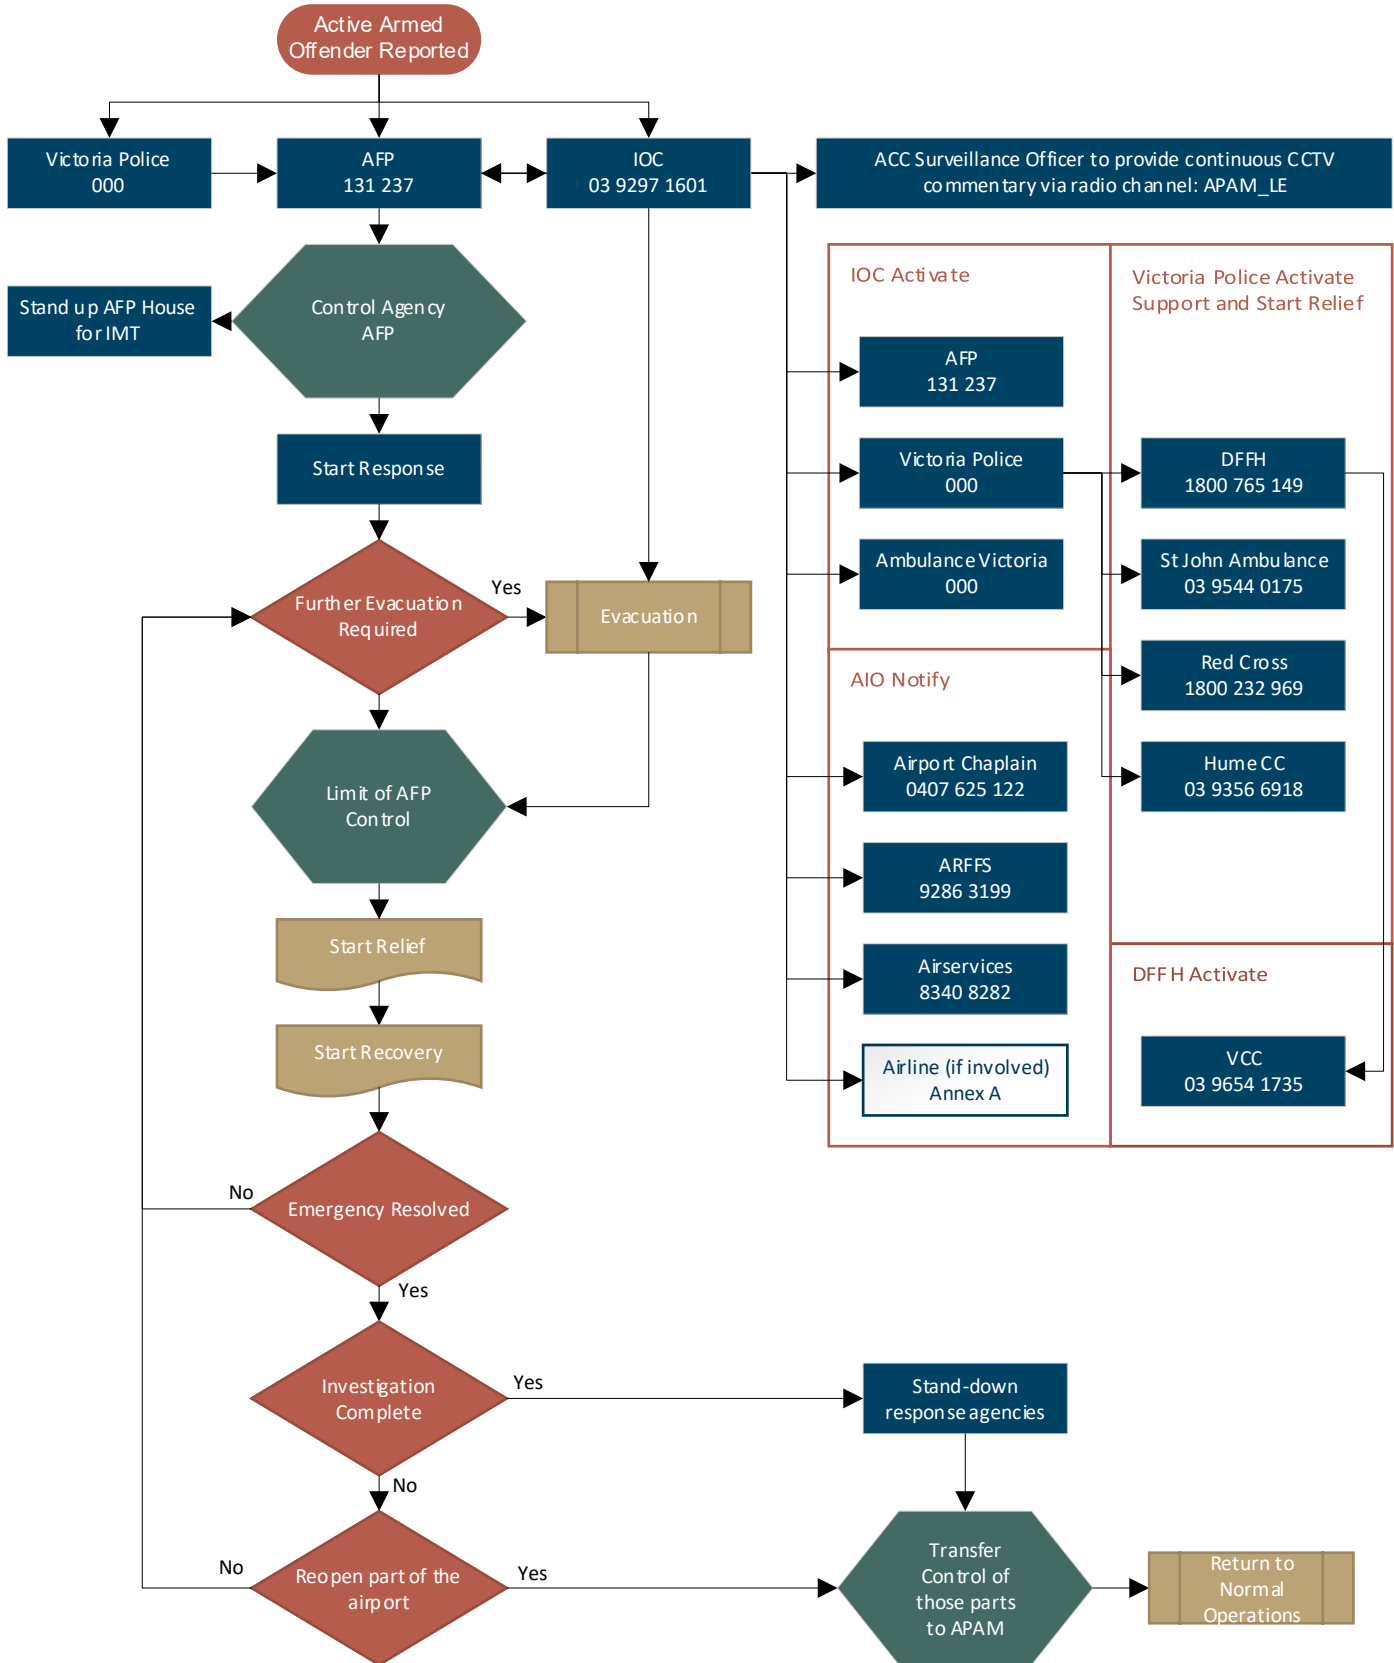 Active Armed
Offender Reported
Victoria Police
000
AFP
131 237
IOC
03 9297 1601
ACC Surveillance Officer to provide continuous CCTV
commentary via radio channel: APAM_LE
Stand up AFP House
for IMT
Control Agency
AFP
IOC Activate
Victoria Police Activate
Support and Start Relief
AFP
131 237
Start Response
Victoria Police
000
DFFH
1800 765 149
Further Evacuation
Required
Yes
Evacuation
Ambulance Victoria
000
St John Ambulance
03 9544 0175
AIO Notify
Red Cross
1800 232 969
Limit of AFP
Control
Airport Chaplain
0407 625 122
Hume CC
03 9356 6918
ARFFS
9286 3199
Start Relief
Airservices
8340 8282
DFFH Activate
Start Recovery
Airline (if involved)
Annex A
VCC
03 9654 1735
No
Emergency Resolved
Yes
Investigation
Complete
Yes
Stand-down
response agencies
No
No
Reopen part of the
airport
Yes
Transfer
Control of
those parts
to APAM
Return to
Normal
Operations